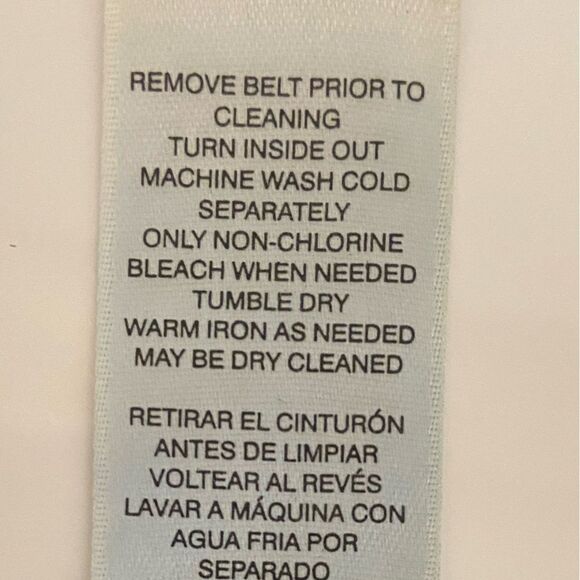 REMOVE BELT PRIOR TO
CLEANING
TURN INSIDE OUT
MACHINE WASH COLD
SEPARATELY
ONLY NON-CHLORINE
BLEACH WHEN NEEDED
TUMBLE DRY
WARM IRON AS NEEDED
MAY BE DRY CLEANED
RETIRAR EL CINTURÓN
ANTES DE LIMPIAR
VOLTEAR AL REVÉS
LAVAR A MÁQUINA CON
AGUA FRIA POR
SEPARADO